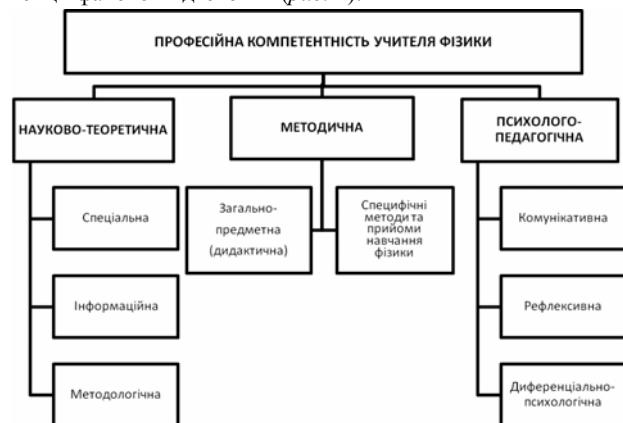 ПРОФЕСІЙНА КОМПЕТЕНТНІСТЬ УЧИТЕЛЯ ФІЗИКИ
НАУКОВО-ТЕОРЕТИЧНА
Спеціальна
Інформаційна
Методологічна
МЕТОДИЧНА
Загально-
предметна
(дидактична)
Специфічні
методи та
прийоми
навчання
фізики
ПСИХОЛОГО-
ПЕДАГОГІЧНА
Комунікативна
Рефлексивна
Диференціально-
психологічна